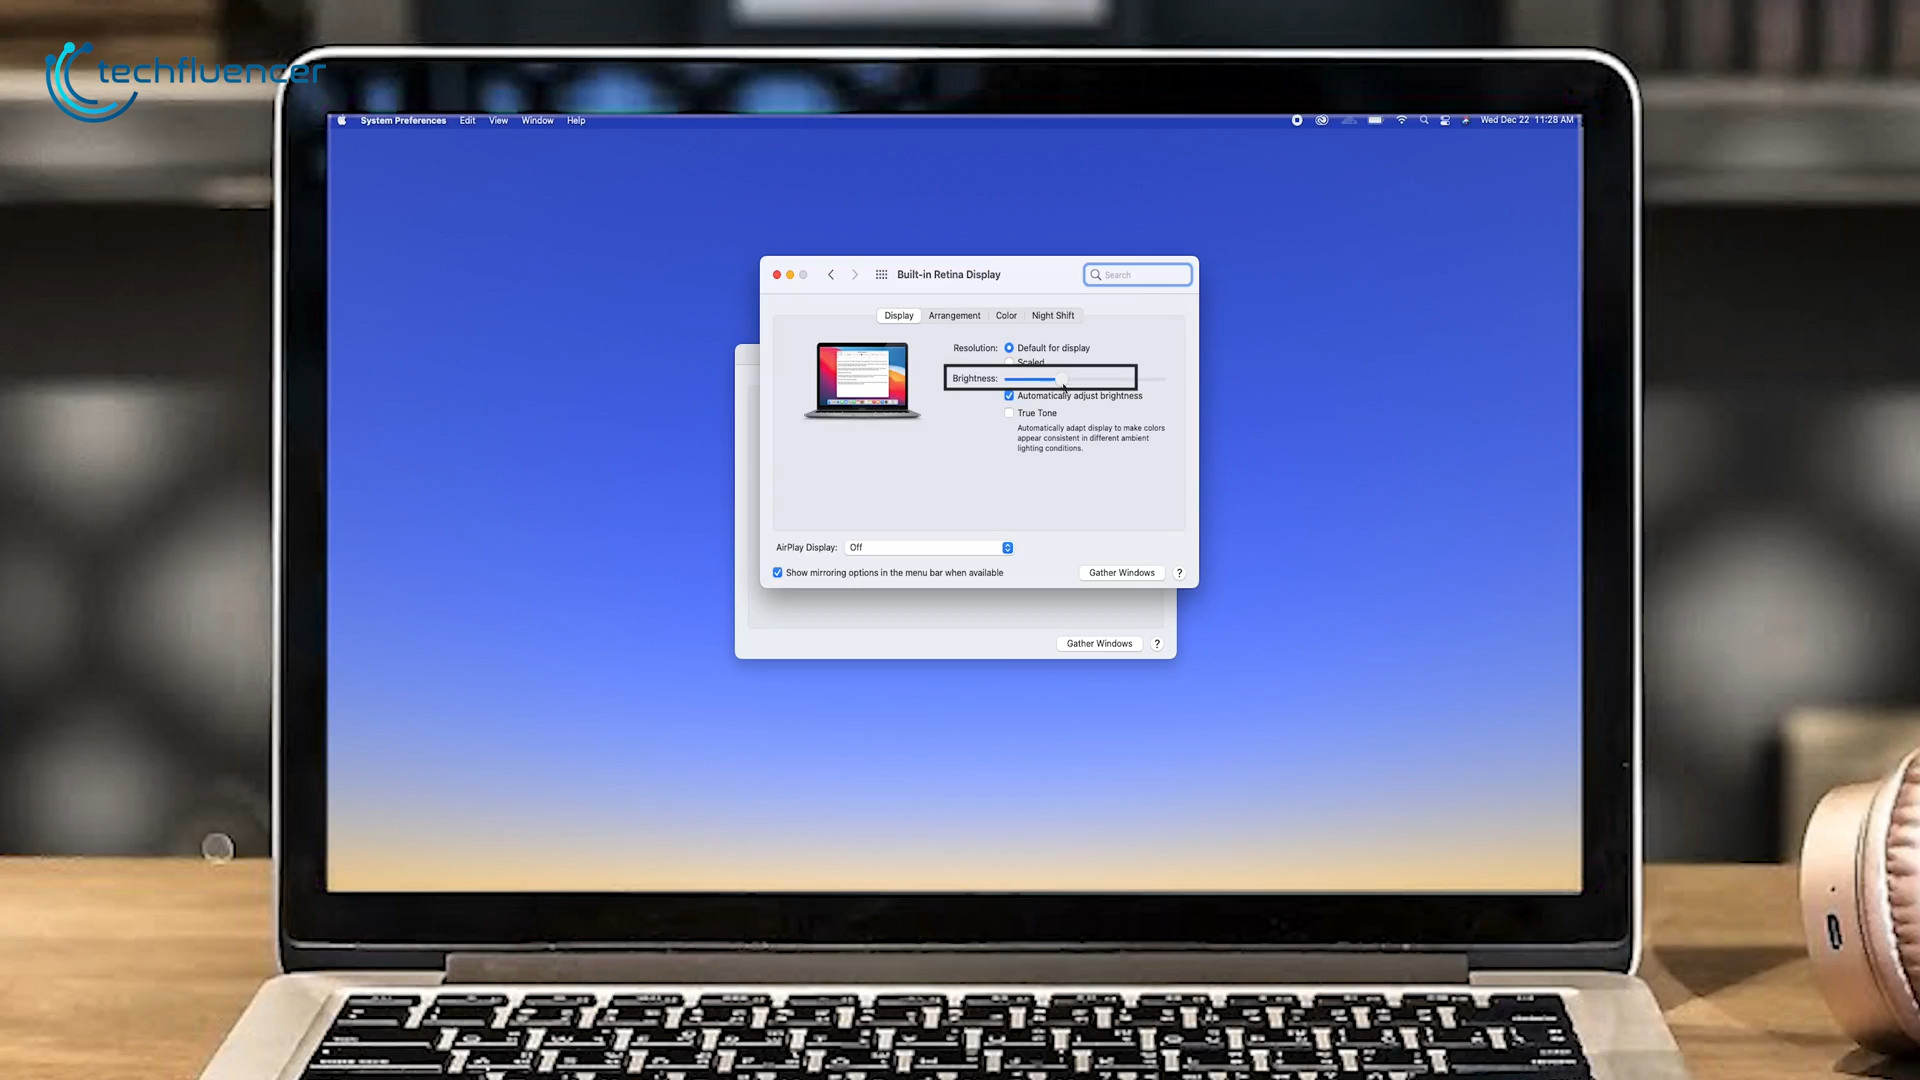 techfluencer
System Preferences Edit View Window Help
Wed Dec 22 11:28 AM
Built-in Retina Display
Search
Display Arrangement Color Night Shift
Resolution: Default for display
Scaled
Brightness:
Automatically adjust brightness
True Tone
Automatically adapt display to make colors
appear consistent in different ambient
lighting conditions.
AirPlay Display: Off
Show mirroring options in the menu bar when available
Gather Windows ?
Gather Windows ?